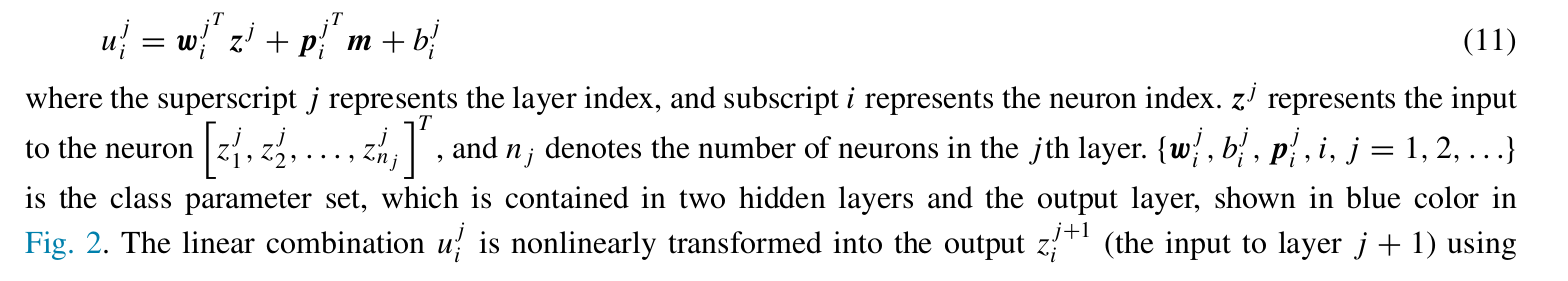 $u_i^j = \boldsymbol{w}_i^{j^T} \boldsymbol{z}^j + \boldsymbol{p}_i^{j^T} \boldsymbol{m} + b_i^j$ (11)
where the superscript $j$ represents the layer index, and subscript $i$ represents the neuron index. $\boldsymbol{z}^j$ represents the input
to the neuron $\left[z_1^j, z_2^j, \ldots, z_{n_j}^j\right]^T$, and $n_j$ denotes the number of neurons in the $j$th layer. $\{\boldsymbol{w}_i^j, b_i^j, \boldsymbol{p}_i^j, i, j = 1, 2, \ldots\}$
is the class parameter set, which is contained in two hidden layers and the output layer, shown in blue color in
Fig. 2. The linear combination $u_i^j$ is nonlinearly transformed into the output $z_i^{j+1}$ (the input to layer $j + 1$) using